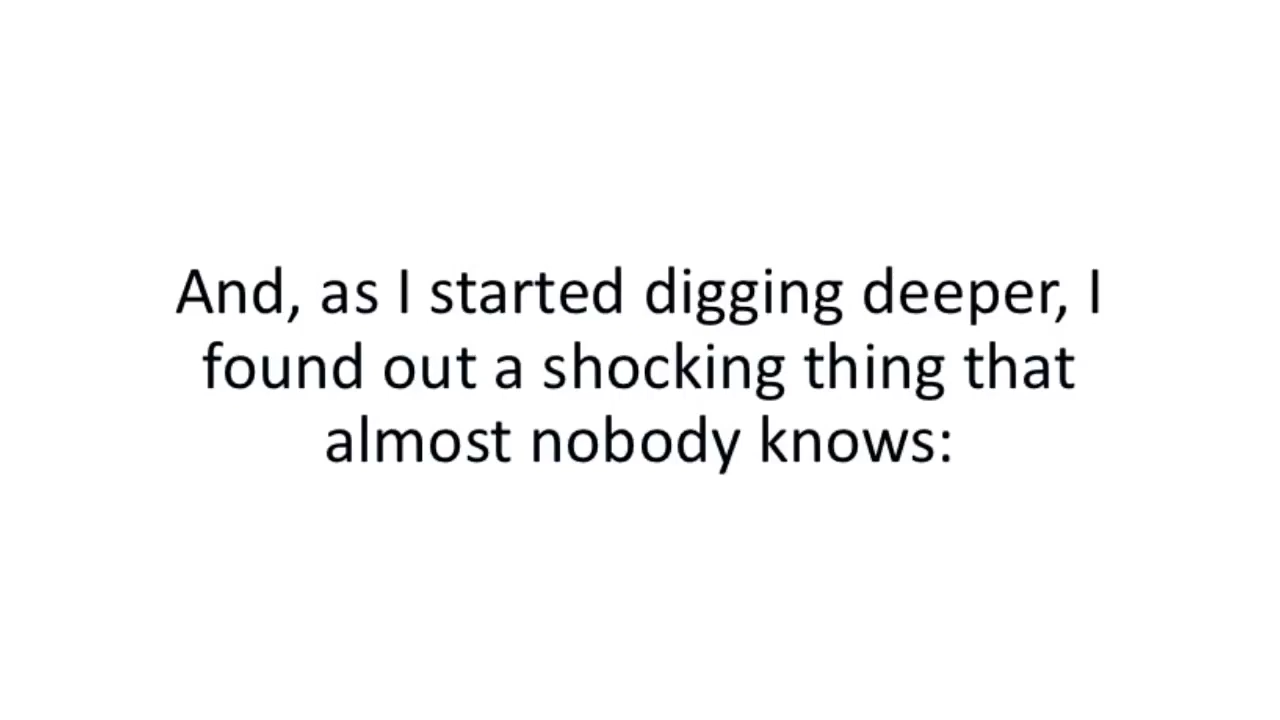 And, as I started digging deeper, I
found out a shocking thing that
almost nobody knows: